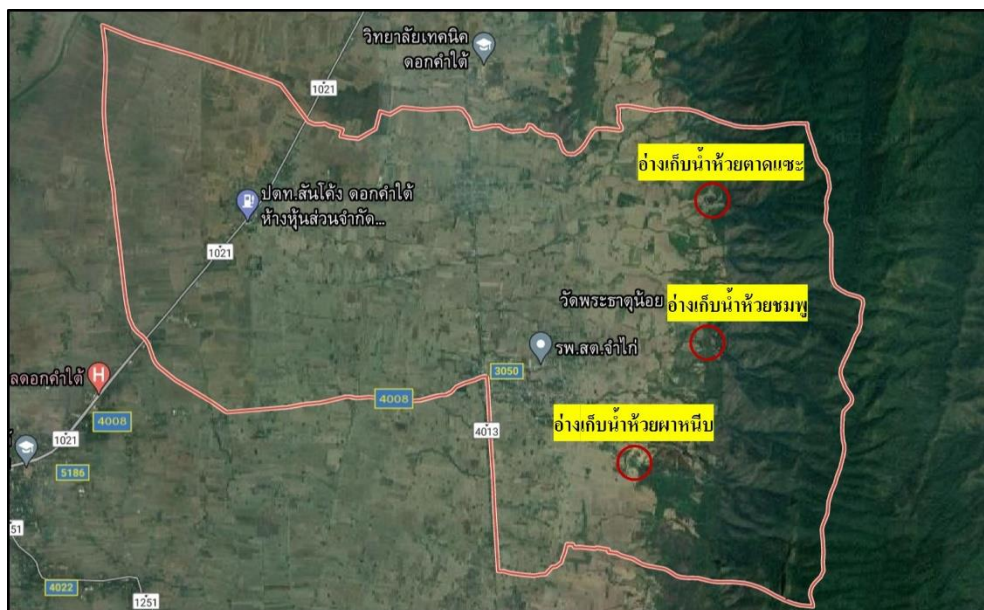 วิทยาลัยเทคนิค
ดอกคำใต้
1021
อ่างเก็บน้ำห้วยตาดแซะ
ปตท.สันโค้ง ดอกคำใต้
ห้างหุ้นส่วนจำกัด...
1021
วัดพระธาตุน้อย
อ่างเก็บน้ำห้วยชมพู
รพ.สต.จำไก่
3050
ลดอกคำใต้
H
4008
4008
อ่างเก็บน้ำห้วยผาหนีบ
4013
1021
5186
51
4022
1251